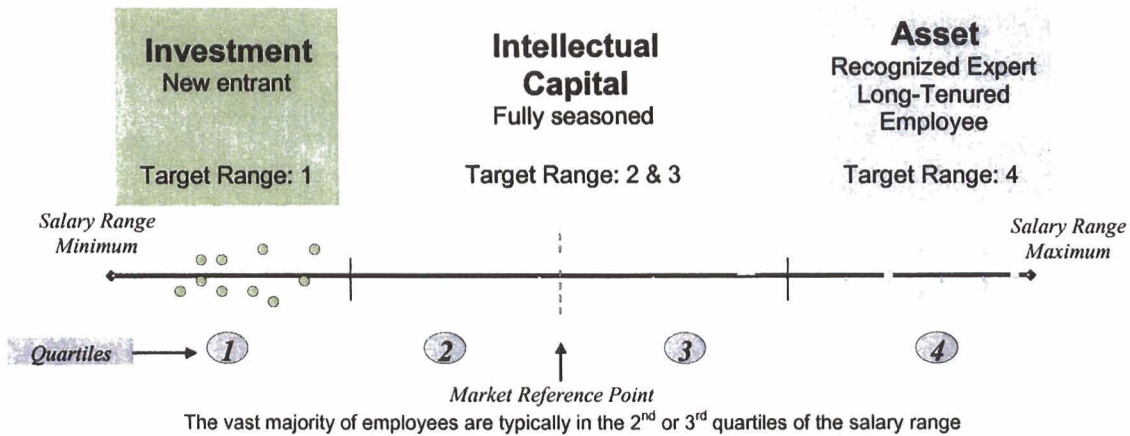 Investment
New entrant
Target Range: 1
Intellectual
Capital
Fully seasoned
Target Range: 2 & 3
Asset
Recognized Expert
Long-Tenured
Employee
Target Range: 4
Salary Range
Minimum
Salary Range
Maximum
Quartiles
1
2
3
4
Market Reference Point
The vast majority of employees are typically in the 2nd or 3rd quartiles of the salary range